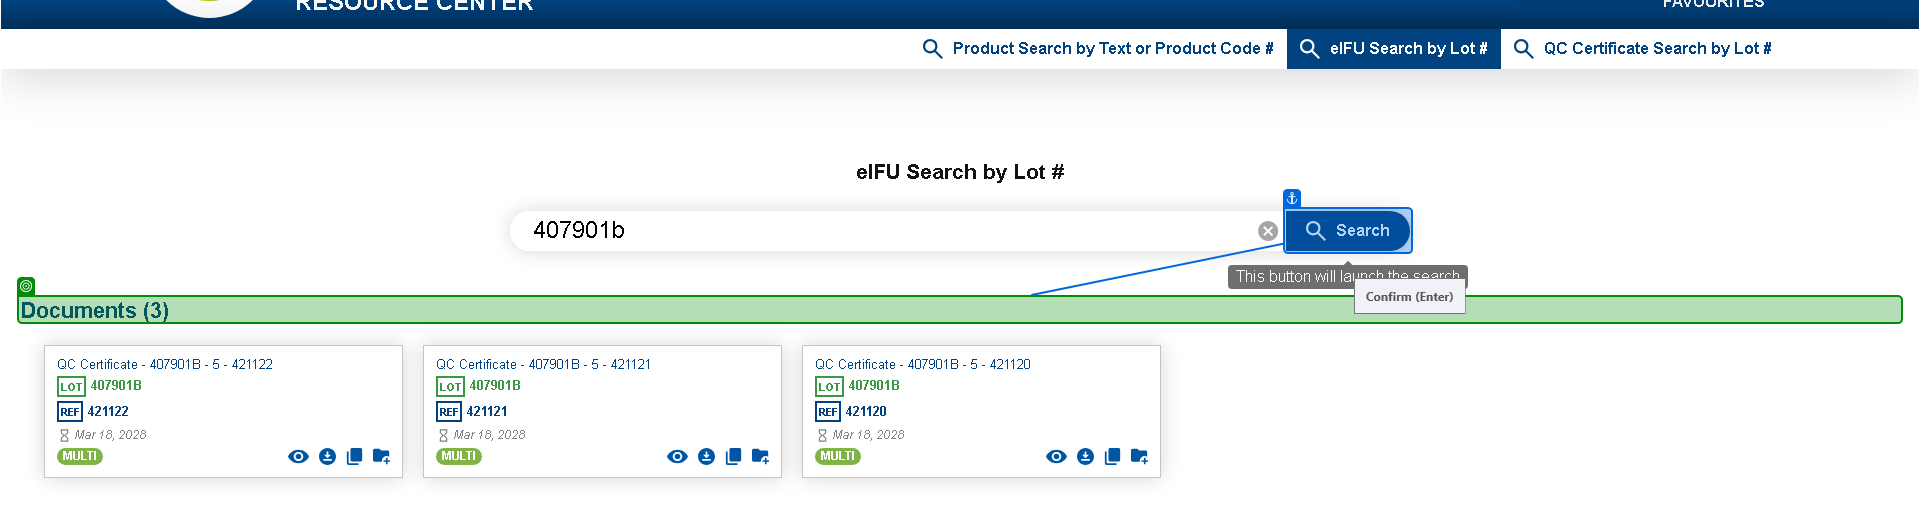 RESOURCE CENTER
FAVOURITES
Product Search by Text or Product Code #
eIFU Search by Lot #
QC Certificate Search by Lot #
eIFU Search by Lot #
407901b
Search
This button will launch the search
Confirm (Enter)
Documents (3)
QC Certificate - 407901B - 5 - 421122
LOT 407901B
REF 421122
Mar 18, 2028
MULTI
QC Certificate - 407901B - 5 - 421121
LOT 407901B
REF 421121
Mar 18, 2028
MULTI
QC Certificate - 407901B - 5 - 421120
LOT 407901B
REF 421120
Mar 18, 2028
MULTI